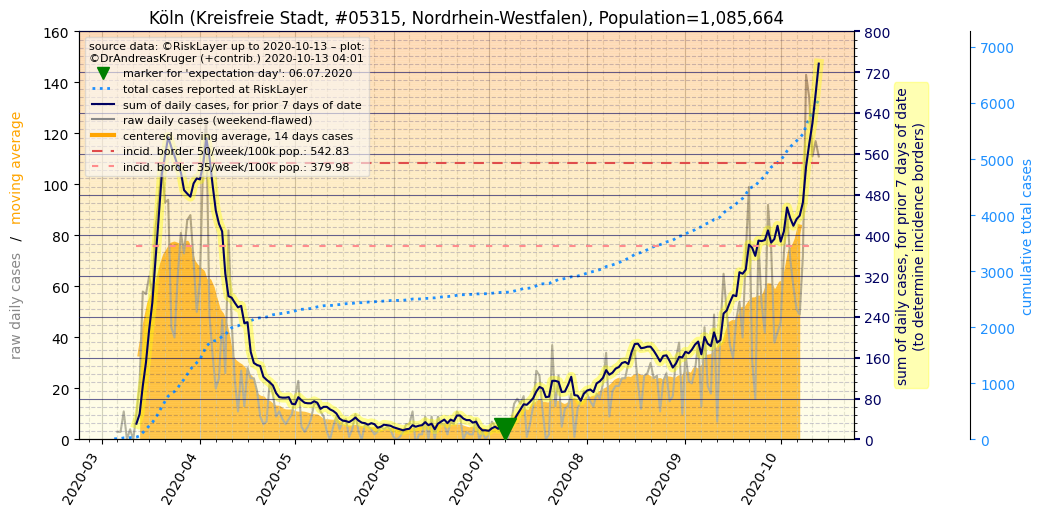 Köln (Kreisfreie Stadt, #05315, Nordrhein-Westfalen), Population=1,085,664
source data: ©RiskLayer up to 2020-10-13 – plot:
©DrAndreasKruger (+contrib.) 2020-10-13 04:01
marker for 'expectation day': 06.07.2020
total cases reported at RiskLayer
sum of daily cases, for prior 7 days of date
raw daily cases (weekend-flawed)
centered moving average, 14 days cases
incid. border 50/week/100k pop.: 542.83
incid. border 35/week/100k pop.: 379.98
raw daily cases / moving average
160
140
120
100
80
60
40
20
0
2020-03
2020-04
2020-05
2020-06
2020-07
2020-08
2020-09
2020-10
800
720
640
560
480
400
320
240
160
80
0
sum of daily cases, for prior 7 days of date
(to determine incidence borders)
7000
6000
5000
4000
3000
2000
1000
0
cumulative total cases